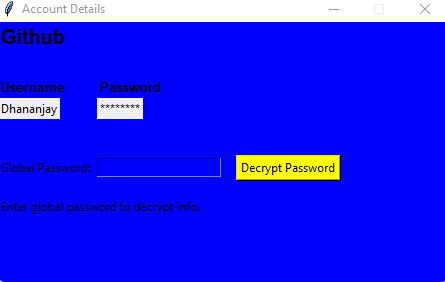 Account Details
Github
Username Password
Dhananjay ********
Global Password: Decrypt Password
Enter global password to decrypt info.